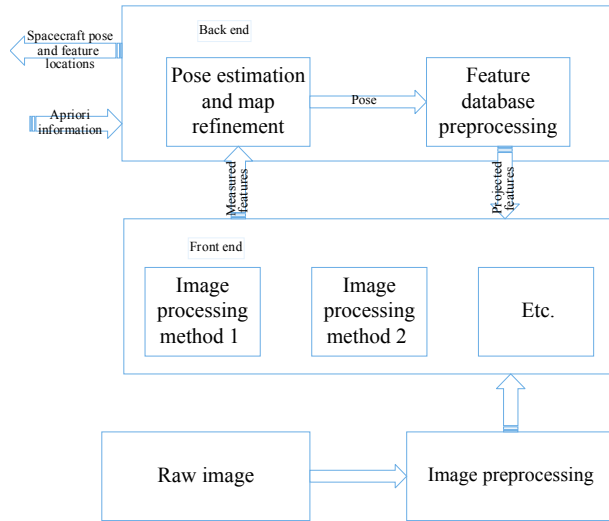 Spacecraft pose
and feature
locations
Back end
Pose estimation
and map
refinement
Pose
Feature
database
preprocessing
Apriori
information
Measured
features
Projected
features
Front end
Image
processing
method 1
Image
processing
method 2
Etc.
Raw image
Image preprocessing